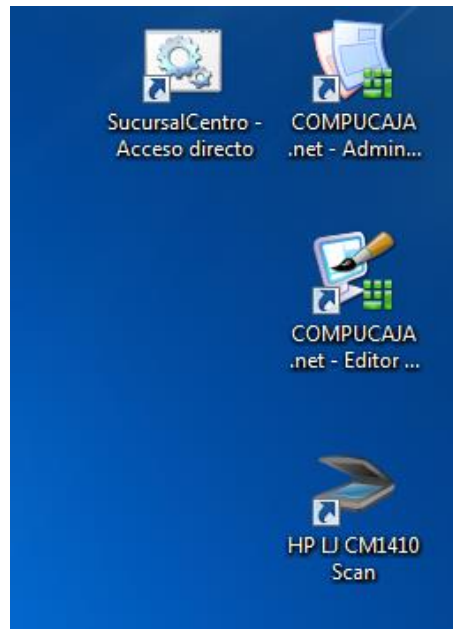 SucursalCentro -
Acceso directo
COMPUCAJA
.net - Admin...
COMPUCAJA
.net - Editor ...
HP LJ CM1410
Scan